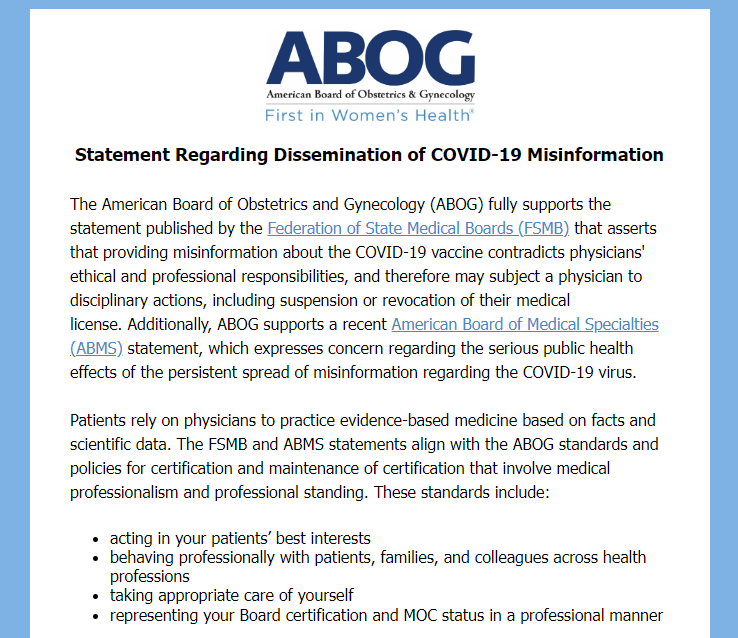 ABOG
American Board of Obstetrics & Gynecology
First in Women's Health®
Statement Regarding Dissemination of COVID-19 Misinformation
The American Board of Obstetrics and Gynecology (ABOG) fully supports the
statement published by the Federation of State Medical Boards (FSMB) that asserts
that providing misinformation about the COVID-19 vaccine contradicts physicians'
ethical and professional responsibilities, and therefore may subject a physician to
disciplinary actions, including suspension or revocation of their medical
license. Additionally, ABOG supports a recent American Board of Medical Specialties
(ABMS) statement, which expresses concern regarding the serious public health
effects of the persistent spread of misinformation regarding the COVID-19 virus.
Patients rely on physicians to practice evidence-based medicine based on facts and
scientific data. The FSMB and ABMS statements align with the ABOG standards and
policies for certification and maintenance of certification that involve medical
professionalism and professional standing. These standards include:
• acting in your patients’ best interests
• behaving professionally with patients, families, and colleagues across health
professions
• taking appropriate care of yourself
• representing your Board certification and MOC status in a professional manner